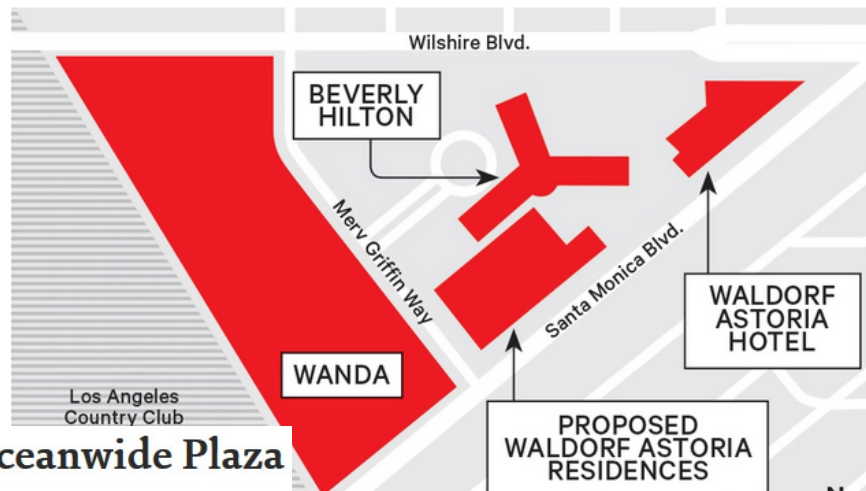 Wilshire Blvd.
BEVERLY
HILTON
Merv Griffin Way
Santa Monica Blvd.
WALDORF
ASTORIA
HOTEL
WANDA
Los Angeles
Country Club
PROPOSED
WALDORF ASTORIA
RESIDENCES
ceanwide Plaza
N